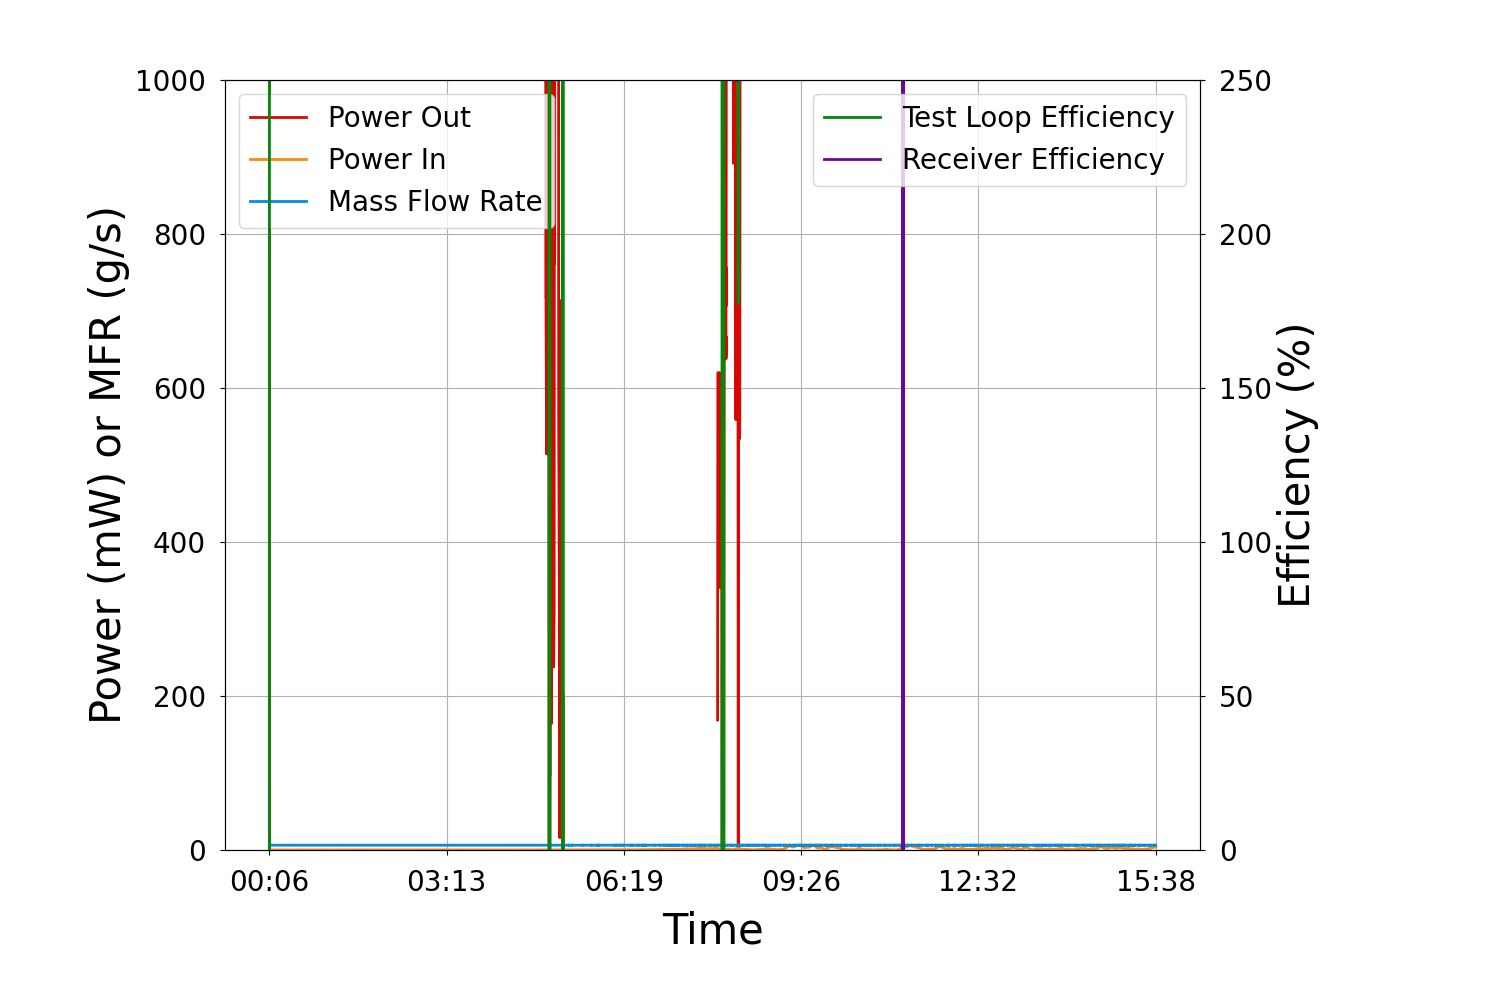 Power (mW) or MFR (g/s)
1000
800
600
400
200
0
Power Out
Power In
Mass Flow Rate
Test Loop Efficiency
Receiver Efficiency
250
200
150
100
50
0
Efficiency (%)
00:06 03:13 06:19 09:26 12:32 15:38
Time